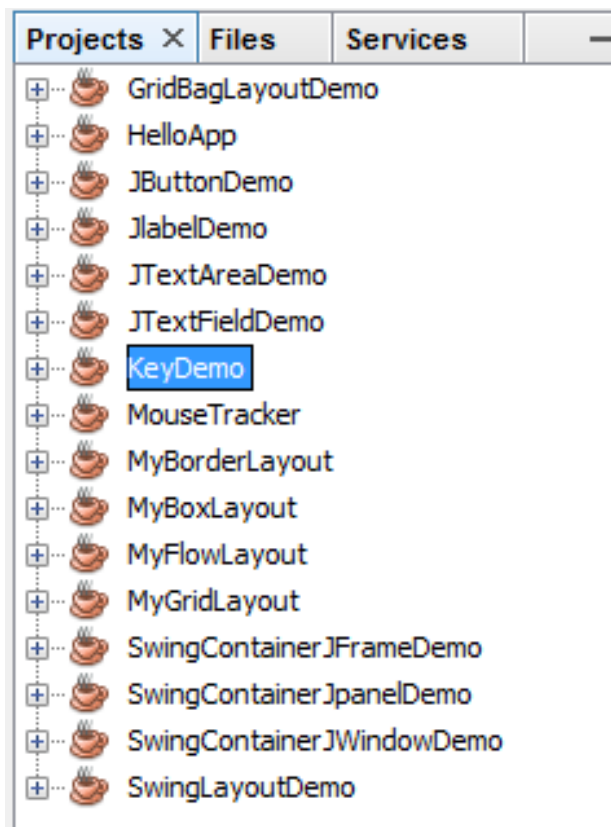 Projects Files Services
GridBagLayoutDemo
HelloApp
JButtonDemo
JlabelDemo
JTextAreaDemo
JTextFieldDemo
KeyDemo
MouseTracker
MyBorderLayout
MyBoxLayout
MyFlowLayout
MyGridLayout
SwingContainerJFrameDemo
SwingContainerJpanelDemo
SwingContainerJWindowDemo
SwingLayoutDemo